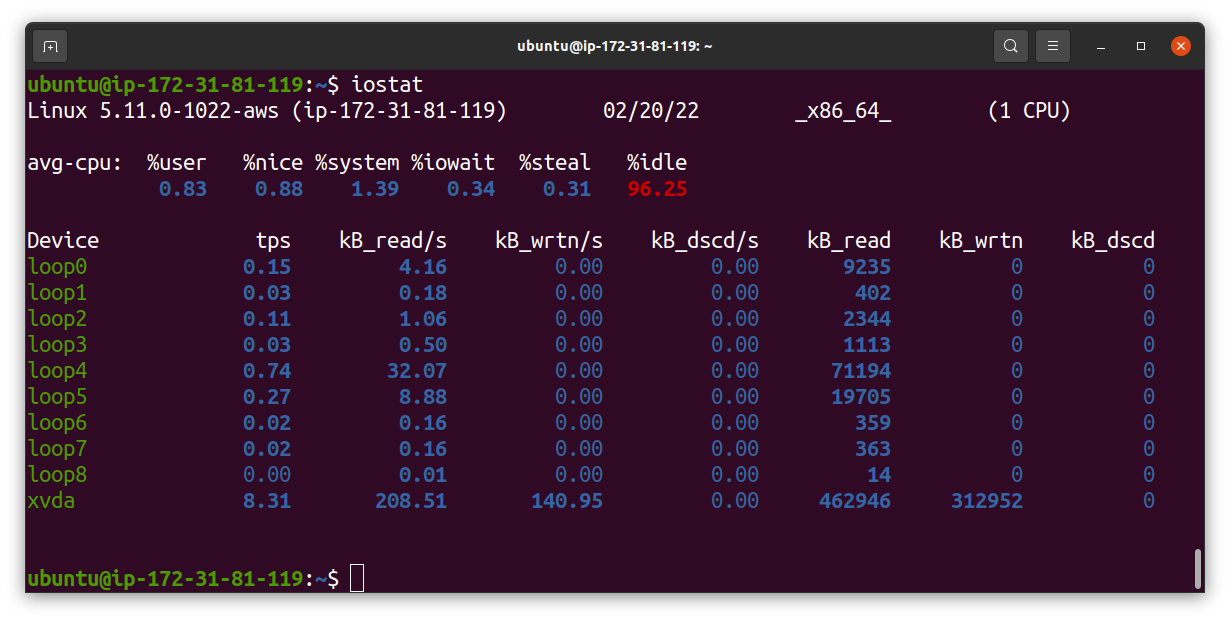 ubuntu@ip-172-31-81-119: ~
ubuntu@ip-172-31-81-119:~$ iostat
Linux 5.11.0-1022-aws (ip-172-31-81-119) 02/20/22 _x86_64_ (1 CPU)
avg-cpu: %user %nice %system %iowait %steal %idle
0.83 0.88 1.39 0.34 0.31 96.25
Device tps kB_read/s kB_wrtn/s kB_dscd/s kB_read kB_wrtn kB_dscd
loop0 0.15 4.16 0.00 0.00 9235 0 0
loop1 0.03 0.18 0.00 0.00 402 0 0
loop2 0.11 1.06 0.00 0.00 2344 0 0
loop3 0.03 0.50 0.00 0.00 1113 0 0
loop4 0.74 32.07 0.00 0.00 71194 0 0
loop5 0.27 8.88 0.00 0.00 19705 0 0
loop6 0.02 0.16 0.00 0.00 359 0 0
loop7 0.02 0.16 0.00 0.00 363 0 0
loop8 0.00 0.01 0.00 0.00 14 0 0
xvda 8.31 208.51 140.95 0.00 462946 312952 0
ubuntu@ip-172-31-81-119:~$